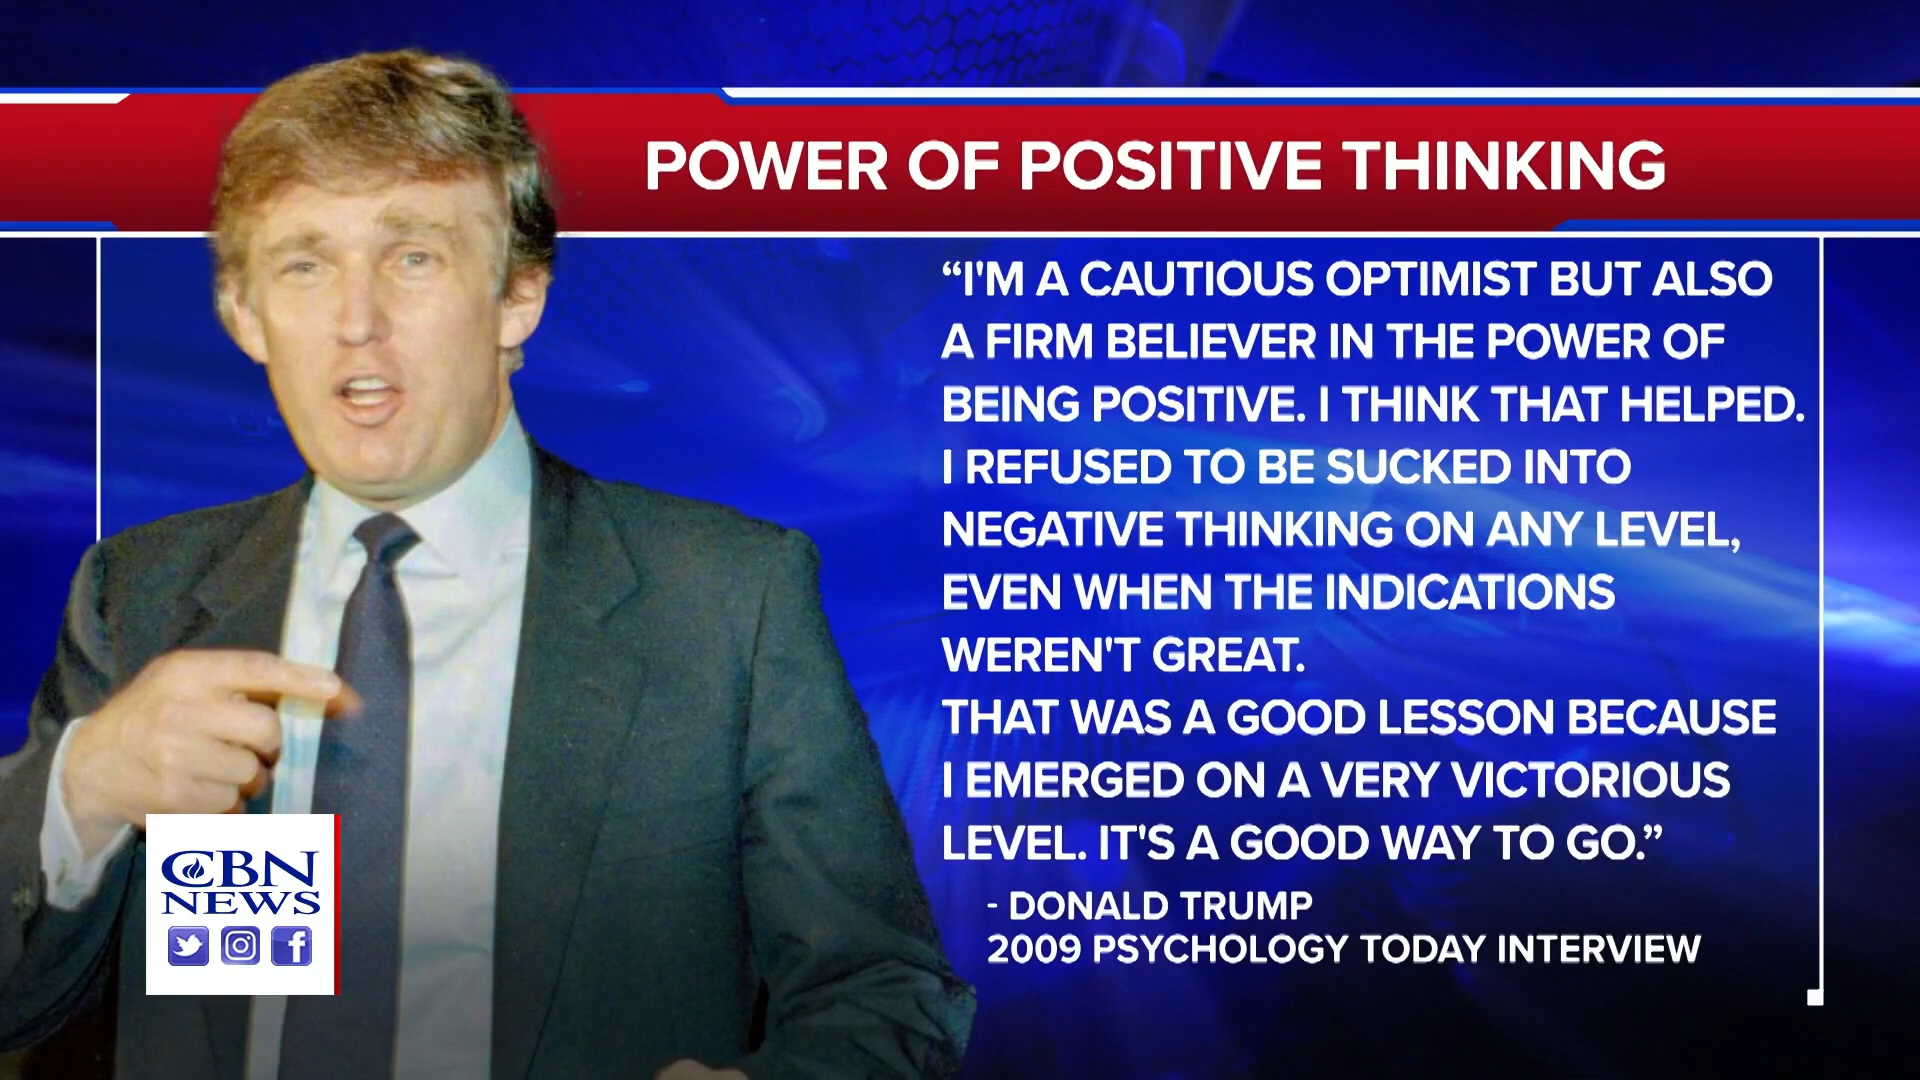 POWER OF POSITIVE THINKING
“I'M A CAUTIOUS OPTIMIST BUT ALSO
A FIRM BELIEVER IN THE POWER OF
BEING POSITIVE. I THINK THAT HELPED.
I REFUSED TO BE SUCKED INTO
NEGATIVE THINKING ON ANY LEVEL,
EVEN WHEN THE INDICATIONS
WEREN'T GREAT.
THAT WAS A GOOD LESSON BECAUSE
I EMERGED ON A VERY VICTORIOUS
LEVEL. IT'S A GOOD WAY TO GO.”
- DONALD TRUMP
2009 PSYCHOLOGY TODAY INTERVIEW
CBN
NEWS